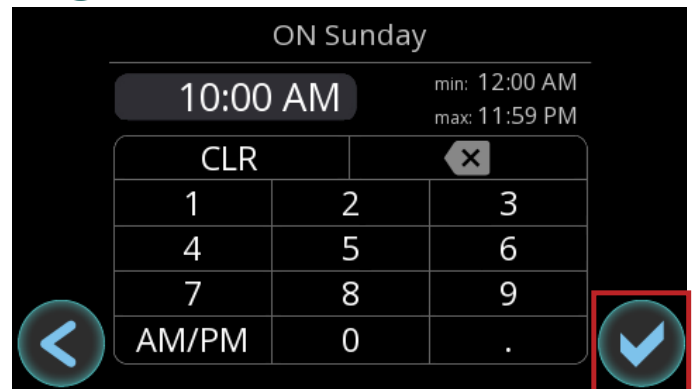 ON Sunday
10:00 AM
min: 12:00 AM
max: 11:59 PM
CLR
1 2 3
4 5 6
7 8 9
AM/PM 0 .